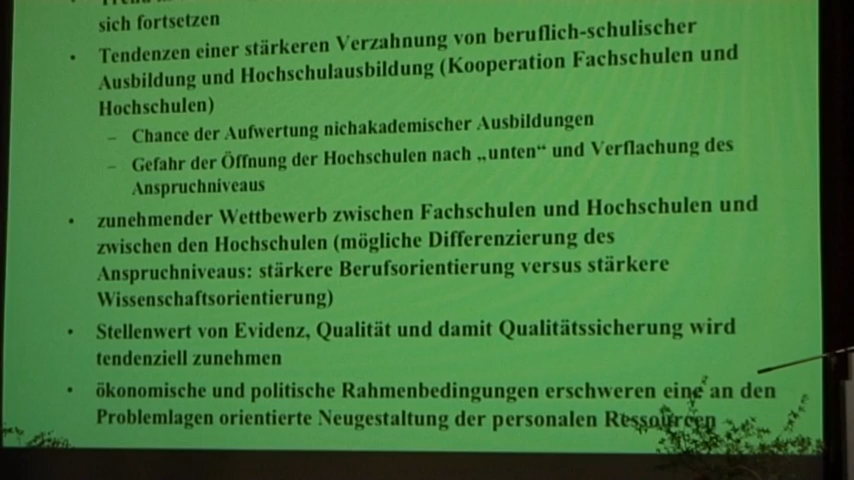 sich fortsetzen
• Tendenzen einer stärkeren Verzahnung von beruflich-schulischer
Ausbildung und Hochschulausbildung (Kooperation Fachschulen und
Hochschulen)
– Chance der Aufwertung nichakademischer Ausbildungen
– Gefahr der Öffnung der Hochschulen nach „unten“ und Verflachung des
Anspruchniveaus
• zunehmender Wettbewerb zwischen Fachschulen und Hochschulen und
zwischen den Hochschulen (mögliche Differenzierung des
Anspruchniveaus: stärkere Berufsorientierung versus stärkere
Wissenschaftsorientierung)
• Stellenwert von Evidenz, Qualität und damit Qualitätssicherung wird
tendenziell zunehmen
• ökonomische und politische Rahmenbedingungen erschweren eine an den
Problemlagen orientierte Neugestaltung der personalen Ressourcen